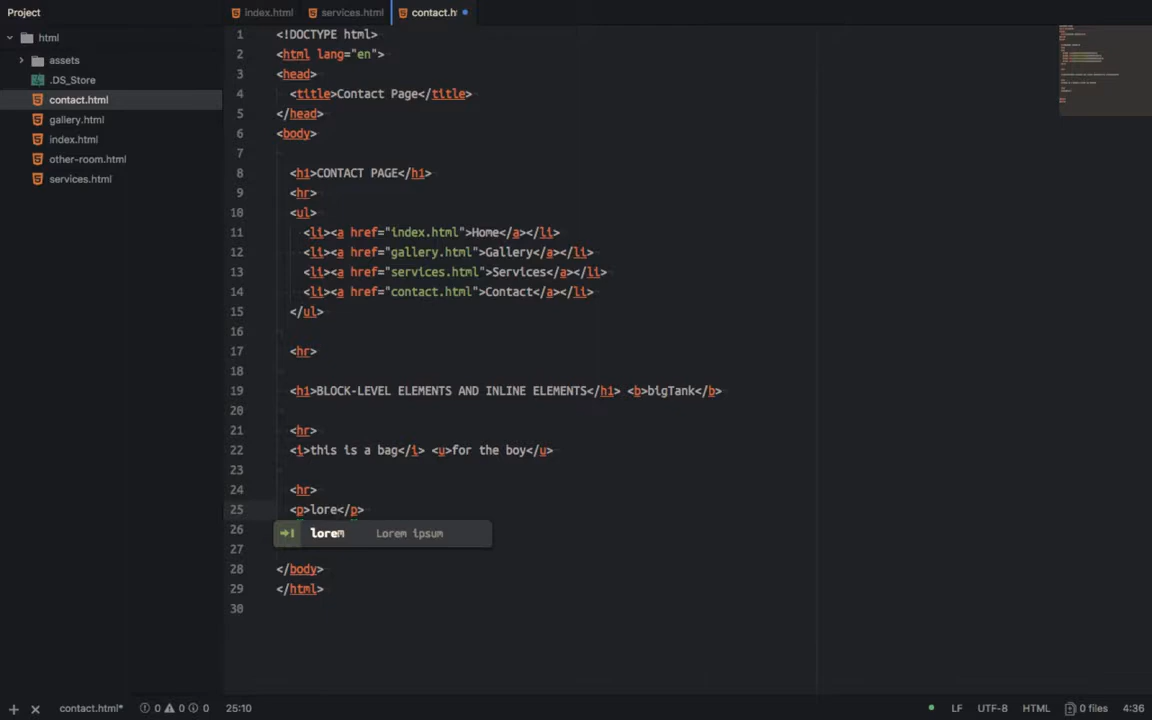 Project
index.html services.html contact.h
html
assets
.DS_Store
contact.html
gallery.html
index.html
other-room.html
services.html
1 <!DOCTYPE html>
2 <html lang="en">
3 <head>
4 <title>Contact Page</title>
5 </head>
6 <body>
7
8 <h1>CONTACT PAGE</h1>
9 <hr>
10 <ul>
11 <li><a href="index.html">Home</a></li>
12 <li><a href="gallery.html">Gallery</a></li>
13 <li><a href="services.html">Services</a></li>
14 <li><a href="contact.html">Contact</a></li>
15 </ul>
16
17 <hr>
18
19 <h1>BLOCK-LEVEL ELEMENTS AND INLINE ELEMENTS</h1> <b>bigTank</b>
20
21 <hr>
22 <i>this is a bag</i> <u>for the boy</u>
23
24 <hr>
25 <p>lore</p>
26 lorem Lorem ipsum
27
28 </body>
29 </html>
30
contact.html* 0 0 0 25:10 LF UTF-8 HTML 0 files 4:36